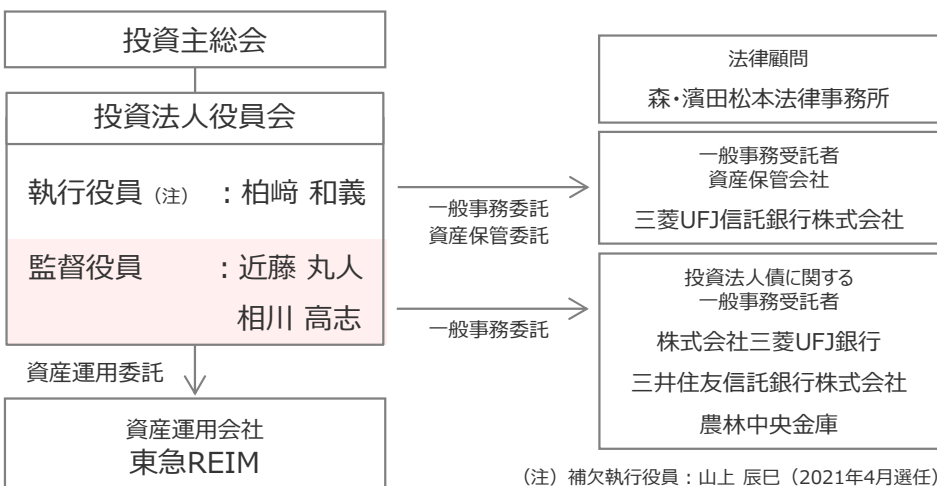 投資主総会
投資法人役員会
執行役員（注） ：柏﨑 和義
監督役員 ：近藤 丸人
相川 高志
資産運用委託
資産運用会社
東急REIM
一般事務委託
資産保管委託
一般事務委託
法律顧問
森・濱田松本法律事務所
一般事務受託者
資産保管会社
三菱UFJ信託銀行株式会社
投資法人債に関する
一般事務受託者
株式会社三菱UFJ銀行
三井住友信託銀行株式会社
農林中央金庫
（注）補欠執行役員：山上 辰巳（2021年4月選任）